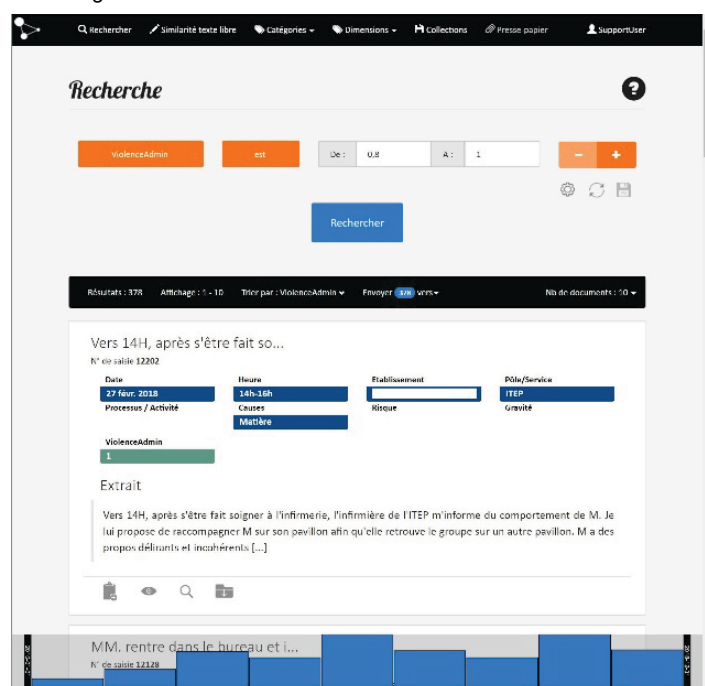 Rechercher Similarité texte libre Catégories Dimensions Collections Presse papier SupportUser
Recherche
ViolenceAdmin est De : 0,8 A : 1 - +
Rechercher
Résultats : 378 Affichage : 1 - 10 Trier par : ViolenceAdmin Envoyer 378 vers Nb de documents : 10
Vers 14H, après s'être fait so...
N° de saisie 12202
Date Heure Etablissement Pôle/Service
27 févr. 2018 14h-16h ITEP
Processus / Activité Causes Risque Gravité
Matière
ViolenceAdmin
1
Extrait
Vers 14H, après s'être fait soigner à l'infirmerie, l'infirmière de l'ITEP m'informe du comportement de M. Je
lui propose de raccompagner M sur son pavillon afin qu'elle retrouve le groupe sur un autre pavillon. M a des
propos délirants et incohérents [...]
MM. rentre dans le bureau et i...
N° de saisie 12128